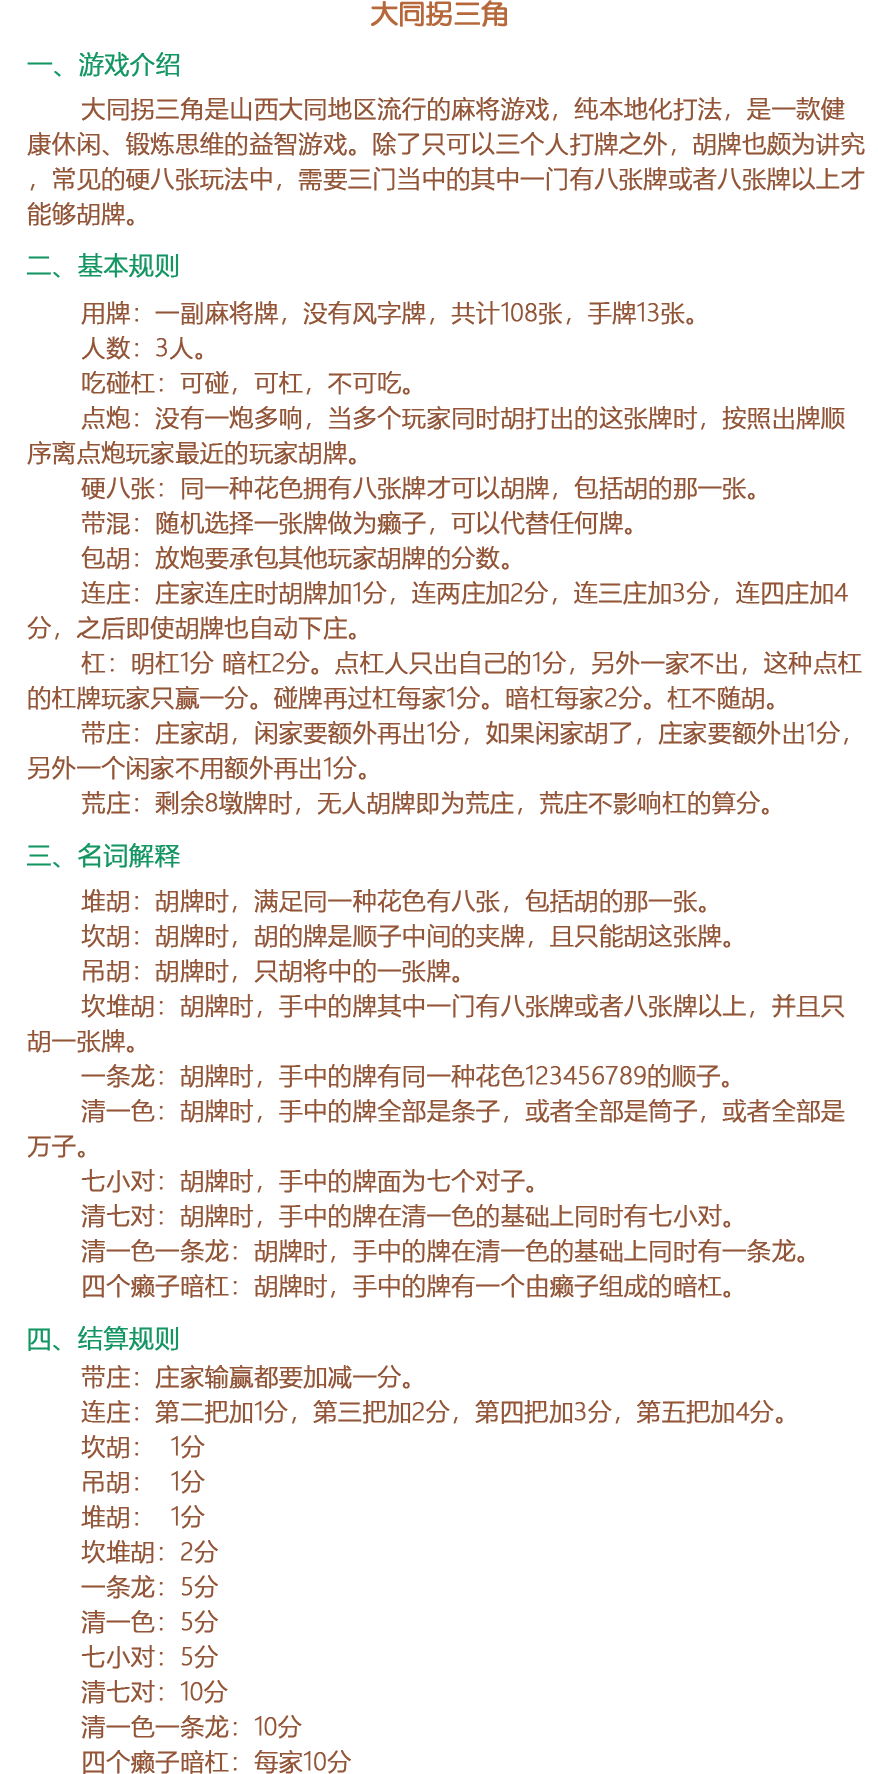 大同拐三角
一、游戏介绍
大同拐三角是山西大同地区流行的麻将游戏，纯本地化打法，是一款健
康休闲、锻炼思维的益智游戏。除了只可以三个人打牌之外，胡牌也颇为讲究
，常见的硬八张玩法中，需要三门当中的其中一门有八张牌或者八张牌以上才
能够胡牌。
二、基本规则
用牌：一副麻将牌，没有风字牌，共计108张，手牌13张。
人数：3人。
吃碰杠：可碰，可杠，不可吃。
点炮：没有一炮多响，当多个玩家同时胡打出的这张牌时，按照出牌顺
序离点炮玩家最近的玩家胡牌。
硬八张：同一种花色拥有八张牌才可以胡牌，包括胡的那一张。
带混：随机选择一张牌做为癞子，可以代替任何牌。
包胡：放炮要承包其他玩家胡牌的分数。
连庄：庄家连庄时胡牌加1分，连两庄加2分，连三庄加3分，连四庄加4
分，之后即使胡牌也自动下庄。
杠：明杠1分 暗杠2分。点杠人只出自己的1分，另外一家不出，这种点杠
的杠牌玩家只赢一分。碰牌再过杠每家1分。暗杠每家2分。杠不随胡。
带庄：庄家胡，闲家要额外再出1分，如果闲家胡了，庄家要额外出1分，
另外一个闲家不用额外再出1分。
荒庄：剩余8墩牌时，无人胡牌即为荒庄，荒庄不影响杠的算分。
三、名词解释
堆胡：胡牌时，满足同一种花色有八张，包括胡的那一张。
坎胡：胡牌时，胡的牌是顺子中间的夹牌，且只能胡这张牌。
吊胡：胡牌时，只胡将中的一张牌。
坎堆胡：胡牌时，手中的牌其中一门有八张牌或者八张牌以上，并且只
胡一张牌。
一条龙：胡牌时，手中的牌有同一种花色123456789的顺子。
清一色：胡牌时，手中的牌全部是条子，或者全部是筒子，或者全部是
万子。
七小对：胡牌时，手中的牌面为七个对子。
清七对：胡牌时，手中的牌在清一色的基础上同时有七小对。
清一色一条龙：胡牌时，手中的牌在清一色的基础上同时有一条龙。
四个癞子暗杠：胡牌时，手中的牌有一个由癞子组成的暗杠。
四、结算规则
带庄：庄家输赢都要加减一分。
连庄：第二把加1分，第三把加2分，第四把加3分，第五把加4分。
坎胡： 1分
吊胡： 1分
堆胡： 1分
坎堆胡：2分
一条龙：5分
清一色：5分
七小对：5分
清七对：10分
清一色一条龙：10分
四个癞子暗杠：每家10分